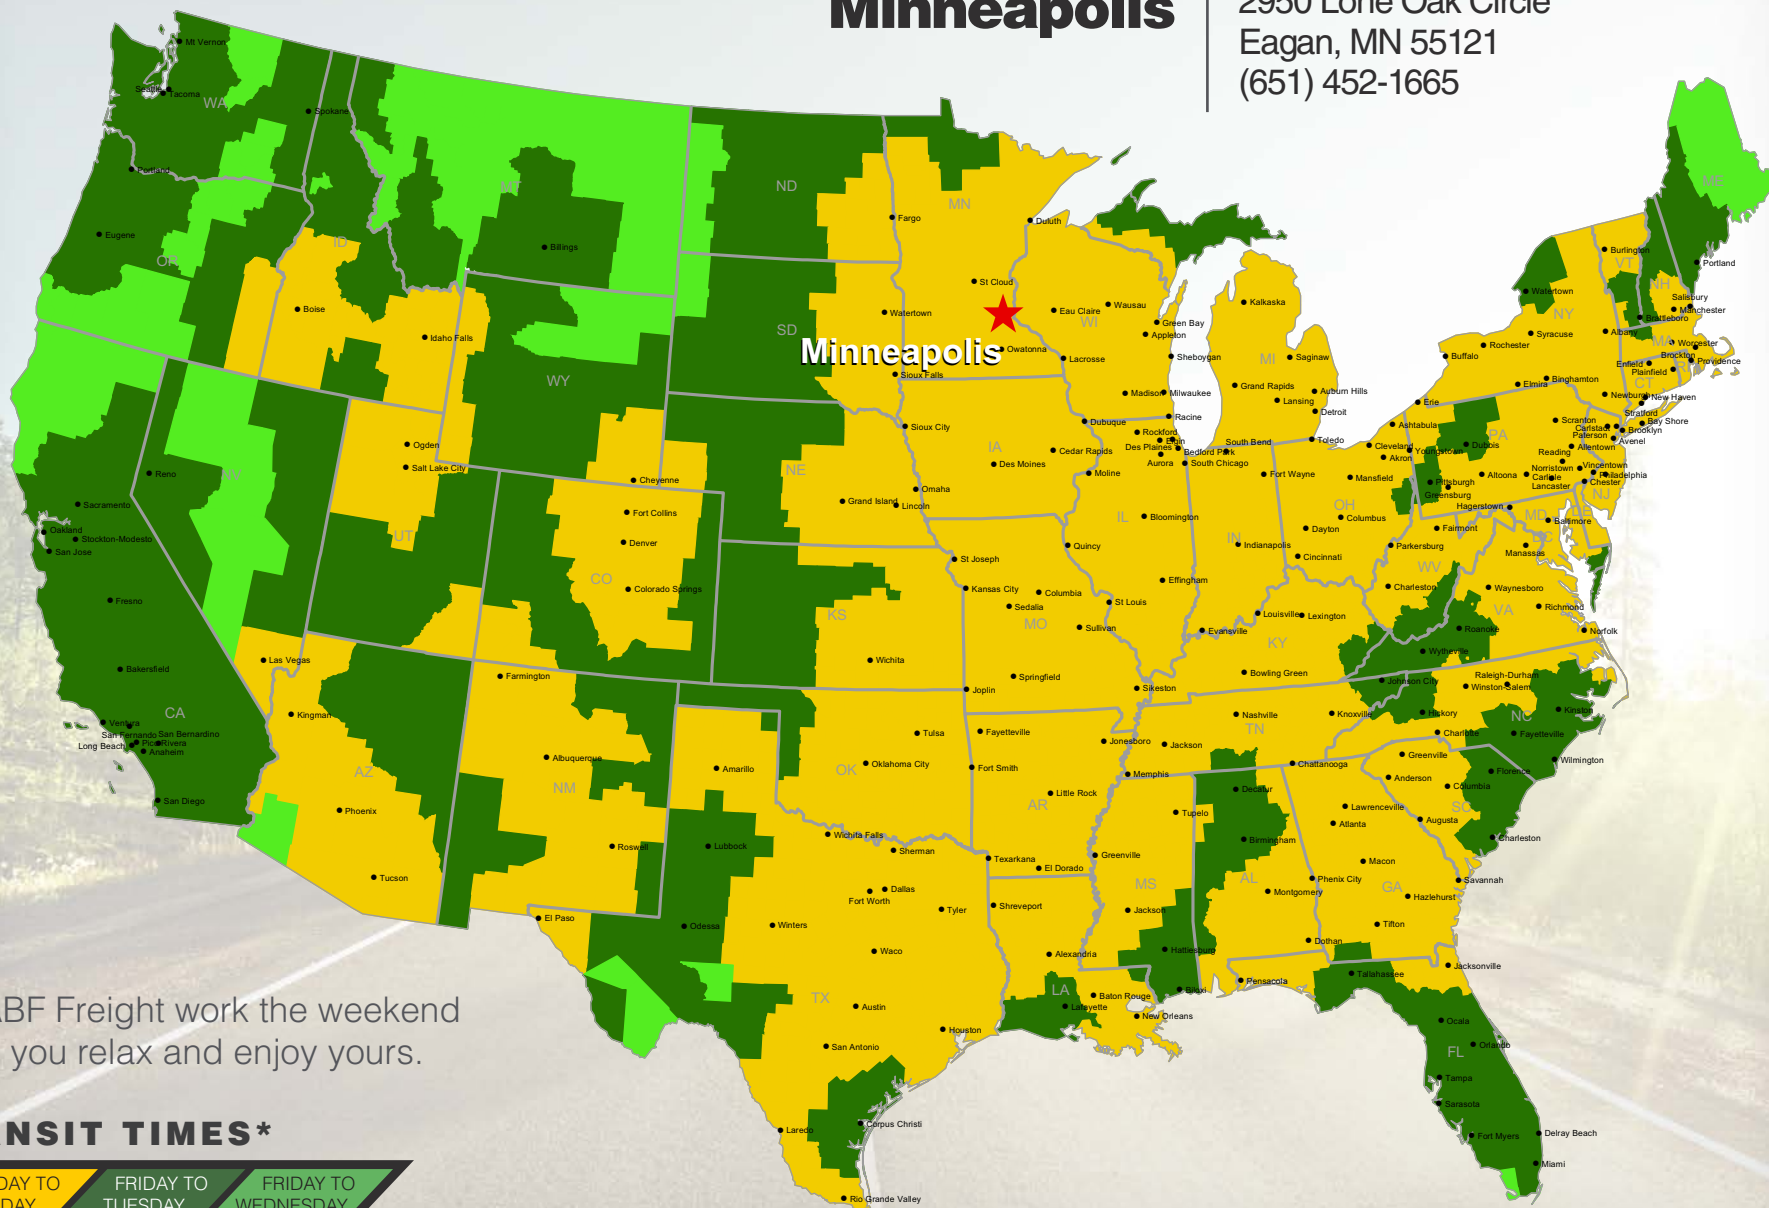 Minneapolis
2950 Lone Oak Circle
Eagan, MN 55121
(651) 452-1665
Mt Vernon
Seattle
Tacoma
WA
Spokane
Portland
Eugene
OR
ID
Boise
Idaho Falls
MT
Billings
WY
Cheyenne
ND
Fargo
MN
Duluth
St Cloud
Minneapolis
Owatonna
SD
Watertown
Sioux Falls
Sioux City
NE
Grand Island
Omaha
Lincoln
IA
Des Moines
Cedar Rapids
Dubuque
WI
Eau Claire
Wausau
Green Bay
Appleton
Sheboygan
Lacrosse
Madison
Milwaukee
Racine
MI
Kalkaska
Saginaw
Grand Rapids
Lansing
Auburn Hills
Detroit
Rockford
Elgin
Des Plaines
Bedford Park
Aurora
South Chicago
Moline
IL
Bloomington
Quincy
Effingham
IN
South Bend
Fort Wayne
Indianapolis
Evansville
OH
Toledo
Cleveland
Ashtabula
Youngstown
Akron
Mansfield
Columbus
Dayton
Cincinnati
Reno
NV
Las Vegas
Sacramento
Oakland
Stockton-Modesto
San Jose
Fresno
Bakersfield
CA
Ventura
San Fernando
San Bernardino
Long Beach
Pico Rivera
Anaheim
San Diego
Ogden
Salt Lake City
UT
Fort Collins
Denver
CO
Colorado Springs
Kingman
AZ
Phoenix
Tucson
Farmington
Albuquerque
NM
Roswell
KS
Wichita
St Joseph
Kansas City
Columbia
Sedalia
MO
St Louis
Sullivan
Springfield
Joplin
Sikeston
OK
Tulsa
Oklahoma City
Fayetteville
Fort Smith
Jonesboro
Little Rock
AR
El Dorado
Texarkana
Amarillo
Lubbock
Odessa
El Paso
Wichita Falls
Sherman
Dallas
Fort Worth
Tyler
Winters
Waco
TX
Austin
Houston
San Antonio
Corpus Christi
Laredo
Rio Grande Valley
Shreveport
Alexandria
LA
Lafayette
Baton Rouge
New Orleans
MS
Tupelo
Greenville
Jackson
Hattiesburg
Biloxi
AL
Decatur
Birmingham
Montgomery
Dothan
GA
Lawrenceville
Atlanta
Macon
Augusta
Phenix City
Hazlehurst
Savannah
Tifton
FL
Pensacola
Tallahassee
Jacksonville
Ocala
Orlando
Tampa
Sarasota
Fort Myers
Delray Beach
Miami
TN
Nashville
Knoxville
Jackson
Memphis
Chattanooga
Johnson City
KY
Louisville
Lexington
Bowling Green
WV
Fairmont
Parkersburg
Charleston
VA
Manassas
Waynesboro
Richmond
Roanoke
Norfolk
Wytheville
NC
Raleigh-Durham
Winston-Salem
Hickory
Charlotte
Kinston
Fayetteville
Wilmington
SC
Greenville
Anderson
Columbia
Florence
Charleston
PA
Erie
Dubois
Pittsburgh
Greensburg
Altoona
Scranton
Allentown
Reading
Norristown
Carlisle
Lancaster
Vincentown
Philadelphia
Chester
NJ
Carlstadt
Paterson
Avenel
Brooklyn
Bay Shore
MD
Hagerstown
Baltimore
DE
DC
NY
Watertown
Syracuse
Rochester
Buffalo
Albany
Binghamton
Elmira
Newburgh
VT
Burlington
Brattleboro
NH
Salisbury
Manchester
ME
Portland
MA
Worcester
Brockton
Providence
RI
CT
Enfield
Plainfield
New Haven
Stratford
ABF Freight work the weekend
you relax and enjoy yours.
NSIT TIMES*
DAY TO
DAY
FRIDAY TO
TUESDAY
FRIDAY TO
WEDNESDAY